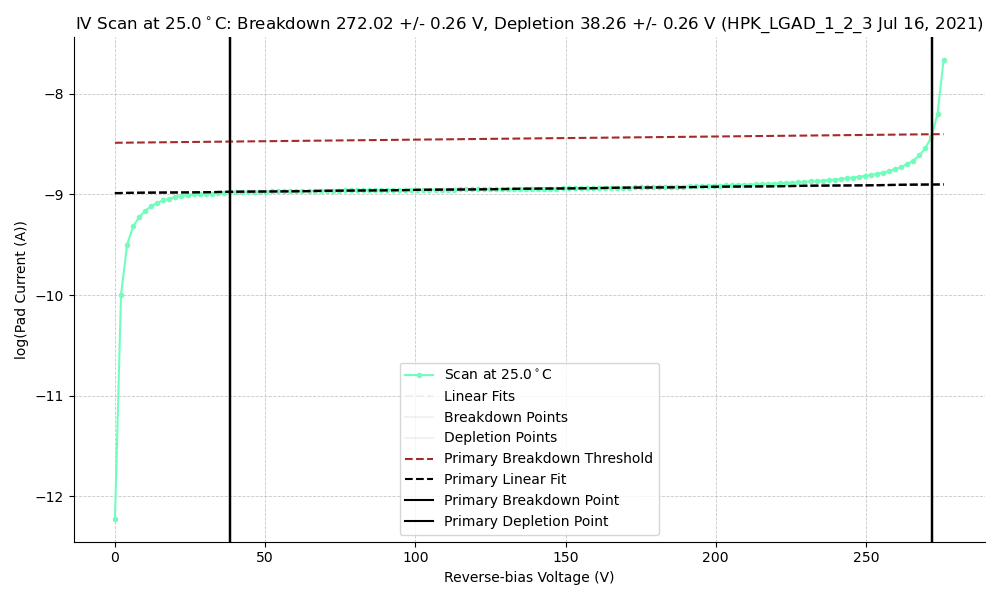 IV Scan at 25.0°C: Breakdown 272.02 +/- 0.26 V, Depletion 38.26 +/- 0.26 V (HPK_LGAD_1_2_3 Jul 16, 2021)
log(Pad Current (A))
−8
−9
−10
−11
−12
Scan at 25.0°C
Linear Fits
Breakdown Points
Depletion Points
Primary Breakdown Threshold
Primary Linear Fit
Primary Breakdown Point
Primary Depletion Point
0 50 100 150 200 250
Reverse-bias Voltage (V)